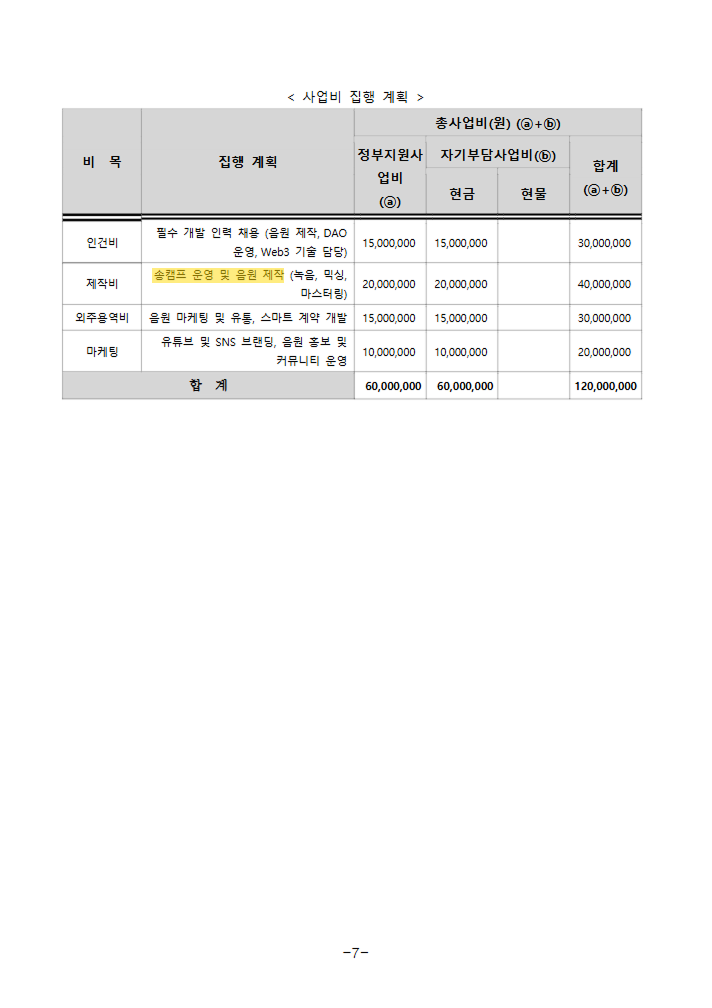 < 사업비 집행 계획 >
비 목
집행 계획
총사업비(원) (ⓐ+ⓑ)
정부지원사
업비
(ⓐ)
자기부담사업비(ⓑ)
합계
(ⓐ+ⓑ)
현금
현물
인건비
필수 개발 인력 채용 (음원 제작, DAO
운영, Web3 기술 담당)
15,000,000
15,000,000
30,000,000
제작비
송캠프 운영 및 음원 제작 (녹음, 믹싱,
마스터링)
20,000,000
20,000,000
40,000,000
외주용역비
음원 마케팅 및 유통, 스마트 계약 개발
15,000,000
15,000,000
30,000,000
마케팅
유튜브 및 SNS 브랜딩, 음원 홍보 및
커뮤니티 운영
10,000,000
10,000,000
20,000,000
합 계
60,000,000
60,000,000
120,000,000
-7-